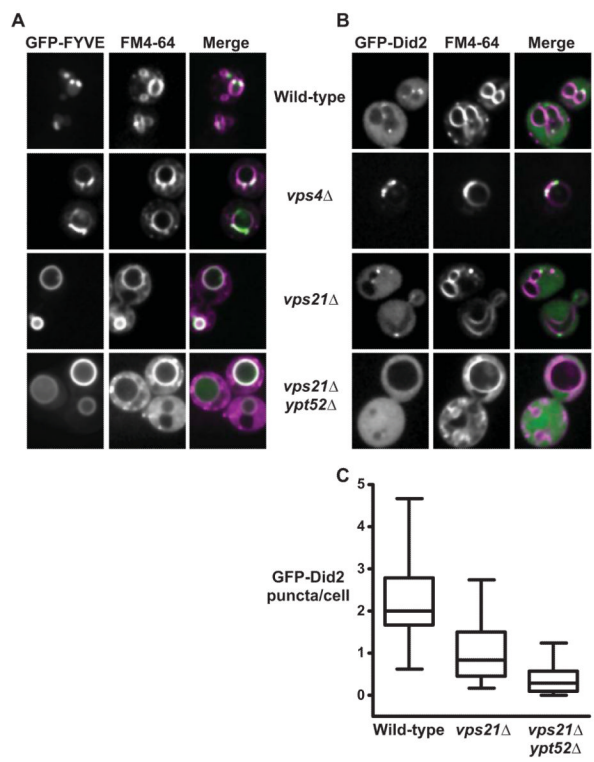 A
GFP-FYVE FM4-64 Merge
B
GFP-Did2 FM4-64 Merge
Wild-type
vps4Δ
vps21Δ
vps21Δ
ypt52Δ
C
GFP-Did2
puncta/cell
5
4
3
2
1
0
Wild-type vps21Δ vps21Δ
ypt52Δ